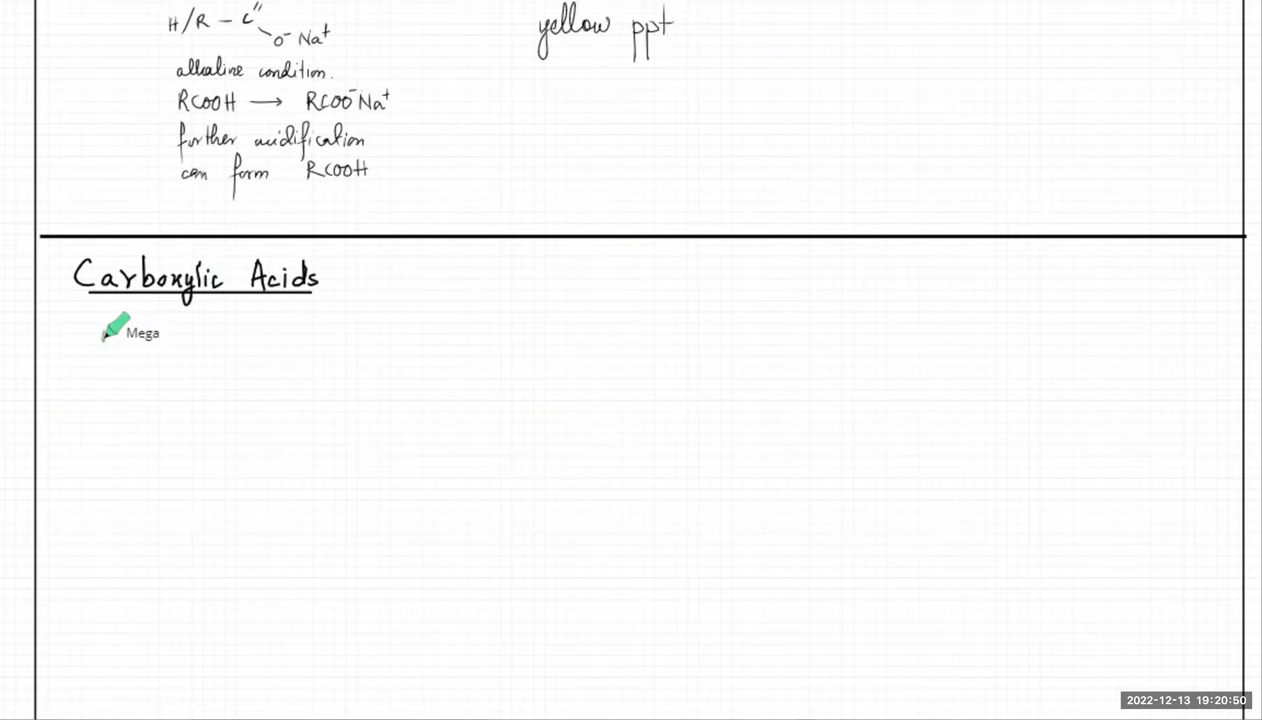 H/R – C
O⁻ Na⁺
yellow ppt
alkaline condition.
RCOOH ⟶ RCOO⁻Na⁺
further acidification
can form RCOOH
Carboxylic Acids
Mega
2022-12-13 19:20:50